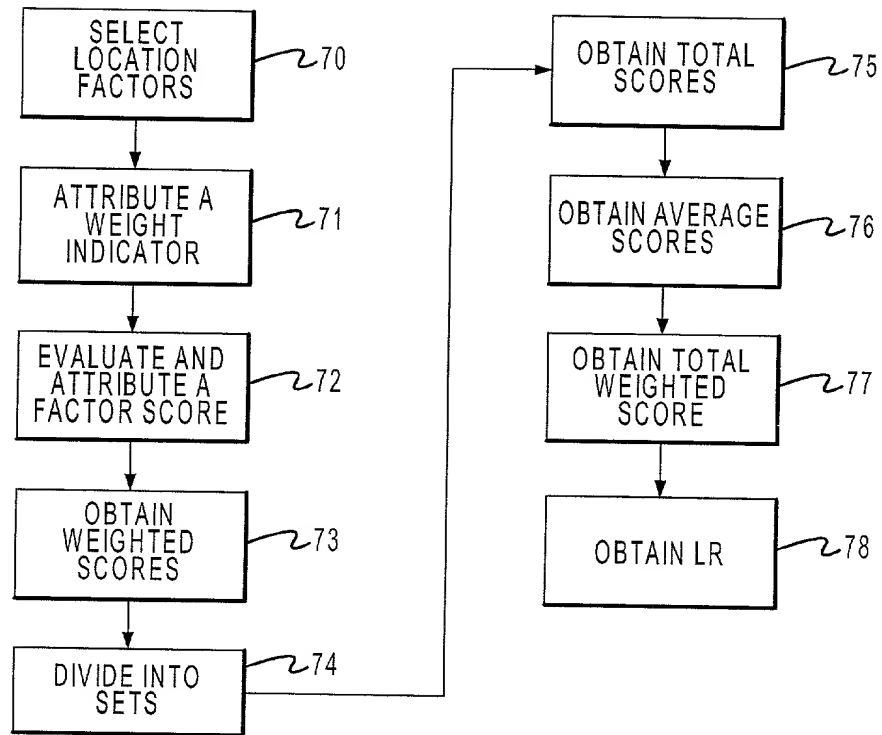 SELECT
LOCATION
FACTORS
70
ATTRIBUTE A
WEIGHT
INDICATOR
71
EVALUATE AND
ATTRIBUTE A
FACTOR SCORE
72
OBTAIN
WEIGHTED
SCORES
73
DIVIDE INTO
SETS
74
OBTAIN TOTAL
SCORES
75
OBTAIN AVERAGE
SCORES
76
OBTAIN TOTAL
WEIGHTED
SCORE
77
OBTAIN LR
78